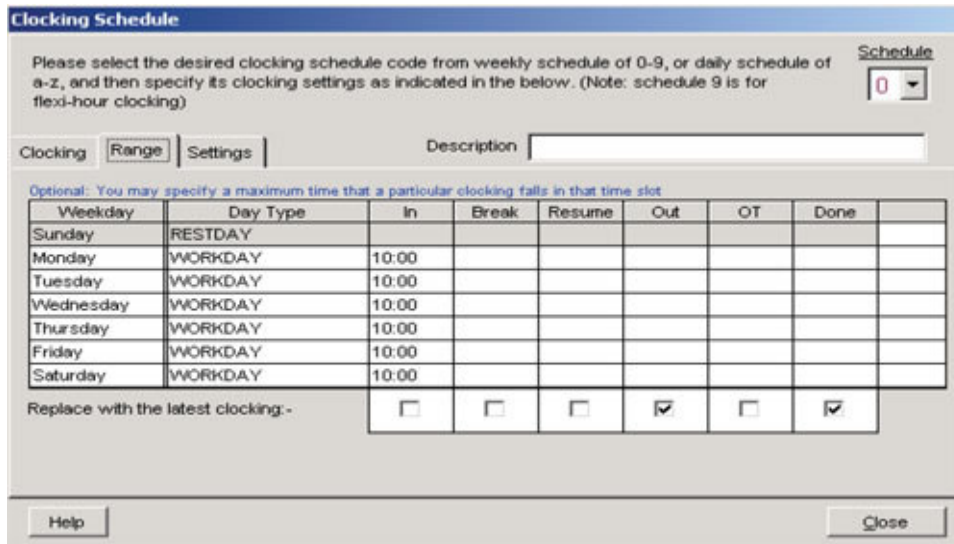 Clocking Schedule
Please select the desired clocking schedule code from weekly schedule of 0-9, or daily schedule of
a-z, and then specify its clocking settings as indicated in the below. (Note: schedule 9 is for
flexi-hour clocking)
Schedule
0
Clocking Range Settings Description
Optional: You may specify a maximum time that a particular clocking falls in that time slot
Weekday Day Type In Break Resume Out OT Done
Sunday RESTDAY
Monday WORKDAY 10:00
Tuesday WORKDAY 10:00
Wednesday WORKDAY 10:00
Thursday WORKDAY 10:00
Friday WORKDAY 10:00
Saturday WORKDAY 10:00
Replace with the latest clocking:-
Help Close